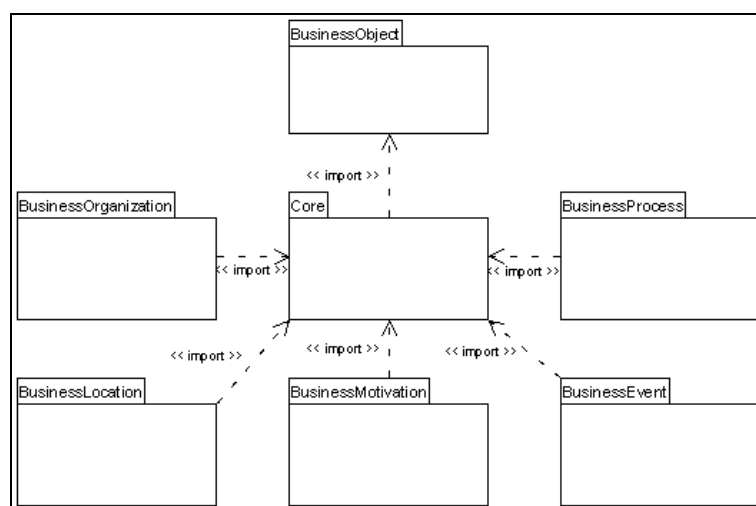 BusinessObject
<< import >>
BusinessOrganization
Core
BusinessProcess
<< import >>
<< import >>
<< import >>
<< import >>
<< import >>
BusinessLocation
BusinessMotivation
BusinessEvent